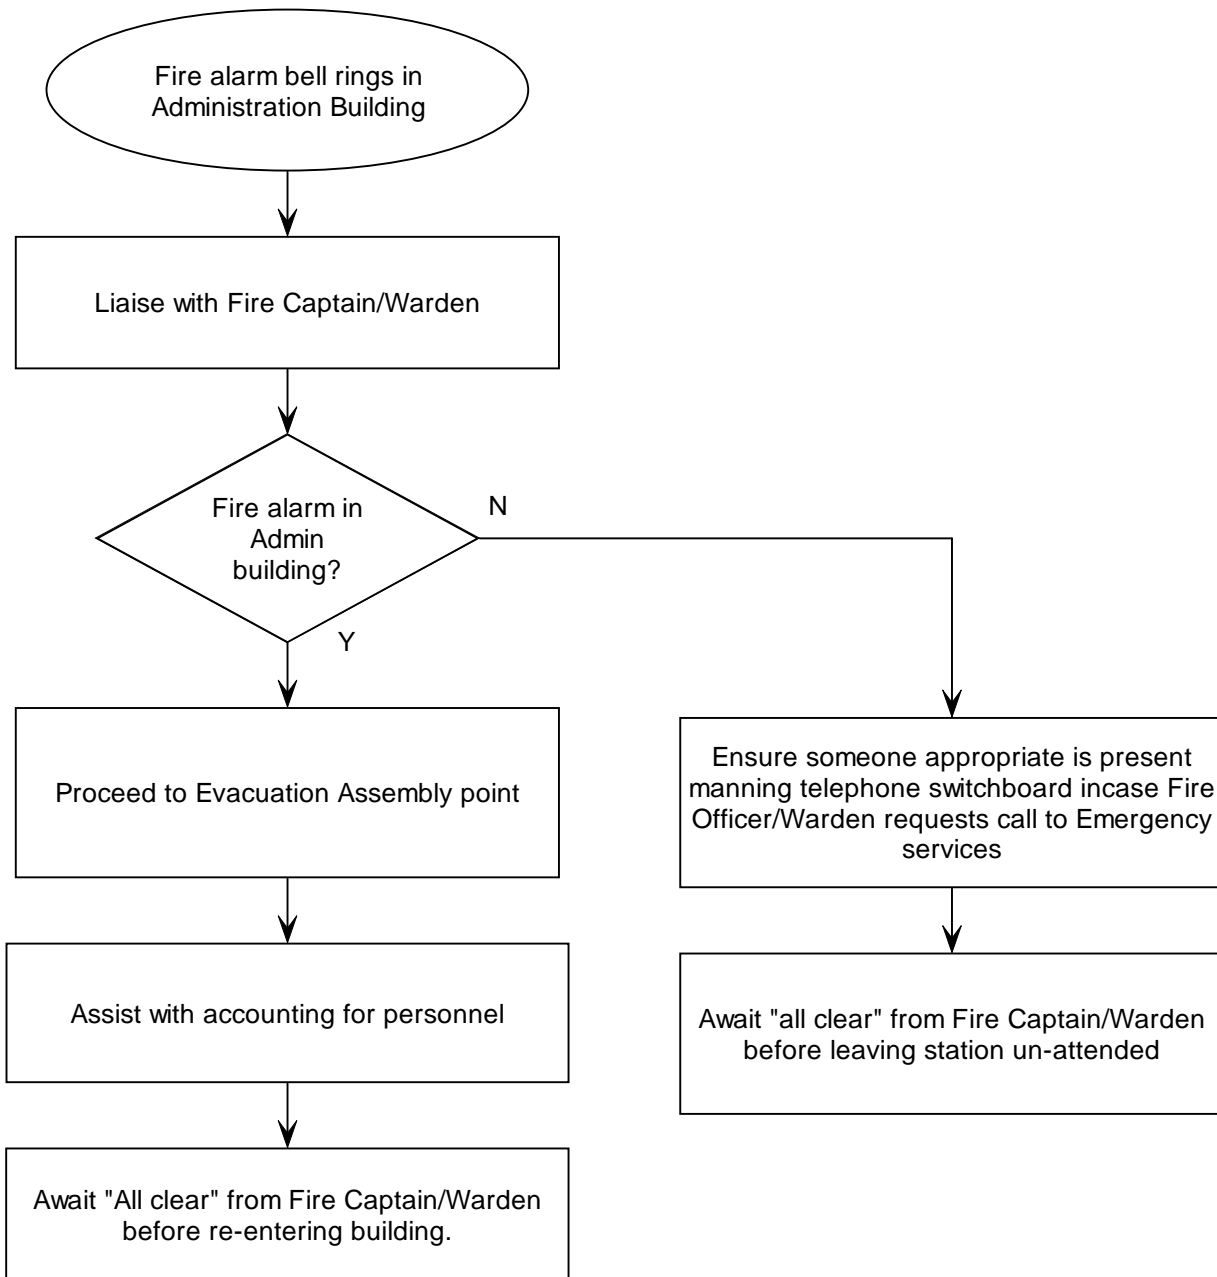 Fire alarm bell rings in
Administration Building
Liaise with Fire Captain/Warden
Fire alarm in
Admin
building?
N
Y
Proceed to Evacuation Assembly point
Ensure someone appropriate is present
manning telephone switchboard incase Fire
Officer/Warden requests call to Emergency
services
Assist with accounting for personnel
Await "all clear" from Fire Captain/Warden
before leaving station un-attended
Await "All clear" from Fire Captain/Warden
before re-entering building.